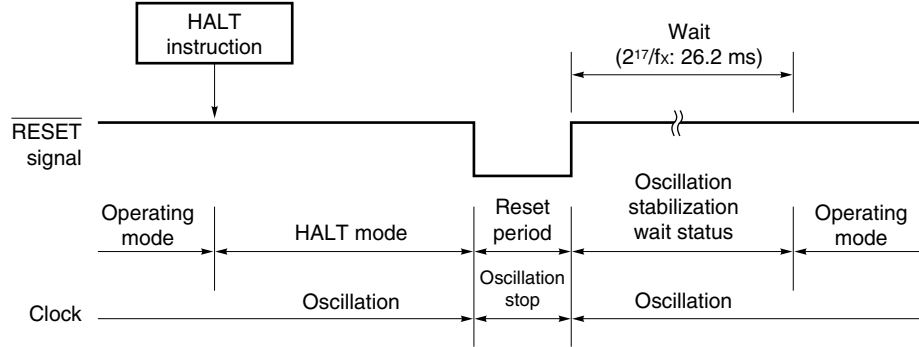 HALT
instruction
Wait
(2¹⁷/fx: 26.2 ms)
RESET
signal
Operating
mode
HALT mode
Reset
period
Oscillation
stabilization
wait status
Operating
mode
Clock
Oscillation
Oscillation
stop
Oscillation